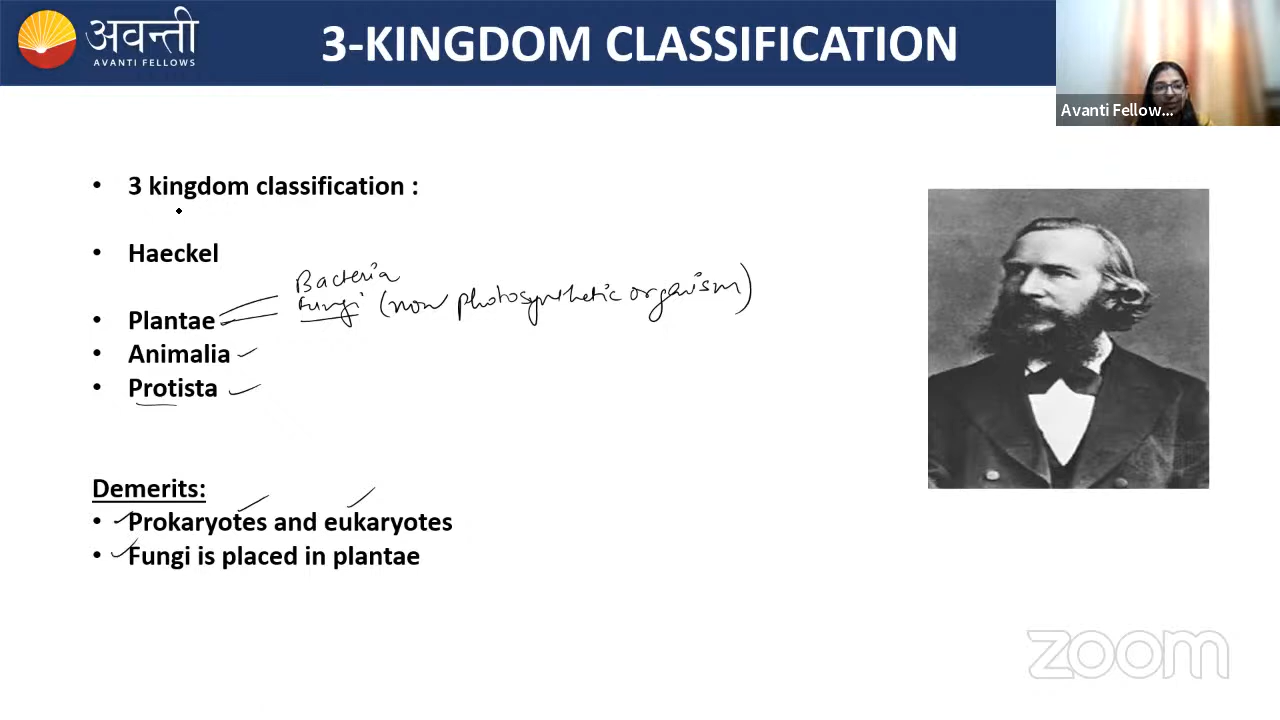 अवन्ती
AVANTI FELLOWS
3-KINGDOM CLASSIFICATION
Avanti Fellow...
• 3 kingdom classification :
• Haeckel
Bacteria
Fungi (non photosynthetic organism)
• Plantae
• Animalia
• Protista
Demerits:
• Prokaryotes and eukaryotes
• Fungi is placed in plantae
zoom